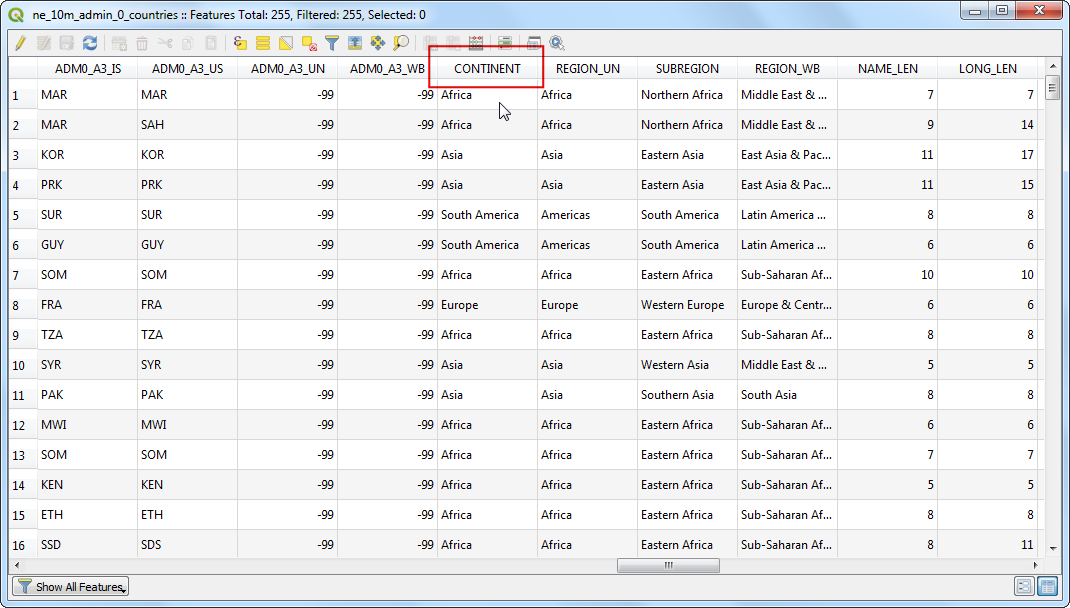 ne_10m_admin_0_countries :: Features Total: 255, Filtered: 255, Selected: 0
ADM0_A3_IS ADM0_A3_US ADM0_A3_UN ADM0_A3_WB CONTINENT REGION_UN SUBREGION REGION_WB NAME_LEN LONG_LEN
1 MAR MAR -99 -99 Africa Africa Northern Africa Middle East & ... 7 7
2 MAR SAH -99 -99 Africa Africa Northern Africa Middle East & ... 9 14
3 KOR KOR -99 -99 Asia Asia Eastern Asia East Asia & Pac... 11 17
4 PRK PRK -99 -99 Asia Asia Eastern Asia East Asia & Pac... 11 15
5 SUR SUR -99 -99 South America Americas South America Latin America ... 8 8
6 GUY GUY -99 -99 South America Americas South America Latin America ... 6 6
7 SOM SOM -99 -99 Africa Africa Eastern Africa Sub-Saharan Af... 10 10
8 FRA FRA -99 -99 Europe Europe Western Europe Europe & Centr... 6 6
9 TZA TZA -99 -99 Africa Africa Eastern Africa Sub-Saharan Af... 8 8
10 SYR SYR -99 -99 Asia Asia Western Asia Middle East & ... 5 5
11 PAK PAK -99 -99 Asia Asia Southern Asia South Asia 8 8
12 MWI MWI -99 -99 Africa Africa Eastern Africa Sub-Saharan Af... 6 6
13 SOM SOM -99 -99 Africa Africa Eastern Africa Sub-Saharan Af... 7 7
14 KEN KEN -99 -99 Africa Africa Eastern Africa Sub-Saharan Af... 5 5
15 ETH ETH -99 -99 Africa Africa Eastern Africa Sub-Saharan Af... 8 8
16 SSD SDS -99 -99 Africa Africa Eastern Africa Sub-Saharan Af... 8 11
Show All Features